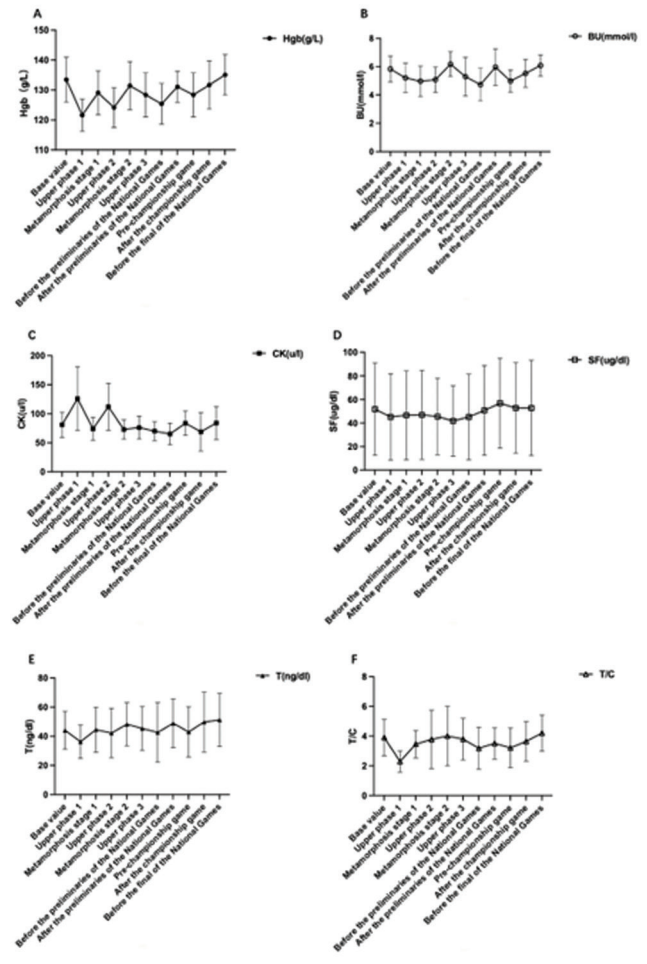 A
Hgb(g/L)
Hgb (g/L)
150
140
130
120
110
Base value
Upper phase 1
Metamorphosis stage 1
Upper phase 2
Metamorphosis stage 2
Upper phase 3
Before the preliminaries of the National Games
After the preliminaries of the National Games
Pre-championship game
After the championship game
Before the final of the National Games
B
BU(mmol/l)
BU(mmol/l)
8
6
4
2
0
Base value
Upper phase 1
Metamorphosis stage 1
Upper phase 2
Metamorphosis stage 2
Upper phase 3
Before the preliminaries of the National Games
After the preliminaries of the National Games
Pre-championship game
After the championship game
Before the final of the National Games
C
CK(u/l)
CK(u/l)
200
150
100
50
0
Base value
Upper phase 1
Metamorphosis stage 1
Upper phase 2
Metamorphosis stage 2
Upper phase 3
Before the preliminaries of the National Games
After the preliminaries of the National Games
Pre-championship game
After the championship game
Before the final of the National Games
D
SF(ug/dl)
SF(ug/dl)
100
80
60
40
20
0
Base value
Upper phase 1
Metamorphosis stage 1
Upper phase 2
Metamorphosis stage 2
Upper phase 3
Before the preliminaries of the National Games
After the preliminaries of the National Games
Pre-championship game
After the championship game
Before the final of the National Games
E
T(ng/dl)
T(ng/dl)
80
60
40
20
0
Base value
Upper phase 1
Metamorphosis stage 1
Upper phase 2
Metamorphosis stage 2
Upper phase 3
Before the preliminaries of the National Games
After the preliminaries of the National Games
Pre-championship game
After the championship game
Before the final of the National Games
F
T/C
T/C
8
6
4
2
0
Base value
Upper phase 1
Metamorphosis stage 1
Upper phase 2
Metamorphosis stage 2
Upper phase 3
Before the preliminaries of the National Games
After the preliminaries of the National Games
Pre-championship game
After the championship game
Before the final of the National Games